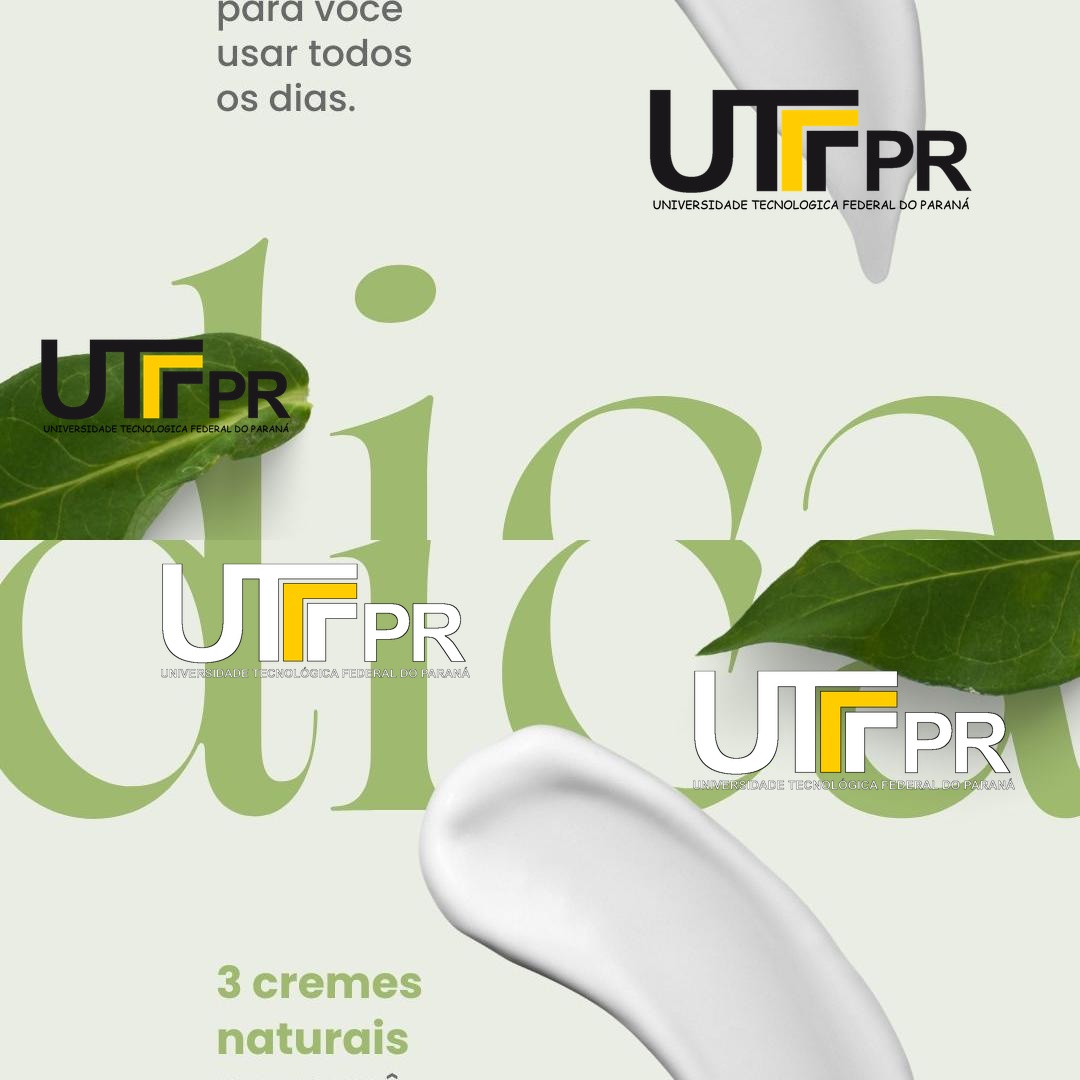 para você
usar todos
os dias.
UTFPR
UNIVERSIDADE TECNOLOGICA FEDERAL DO PARANÁ
dica
UTFPR
UNIVERSIDADE TECNOLOGICA FEDERAL DO PARANÁ
UTFPR
UNIVERSIDADE TECNOLÓGICA FEDERAL DO PARANÁ
UTFPR
UNIVERSIDADE TECNOLÓGICA FEDERAL DO PARANÁ
3 cremes
naturais